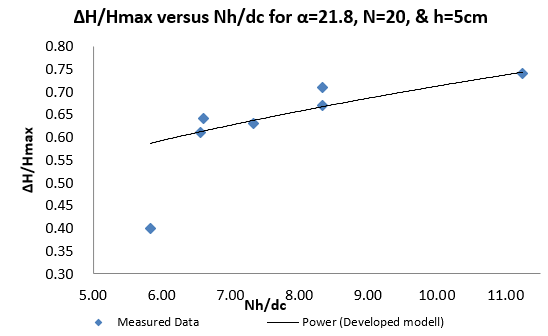 ΔH/Hmax versus Nh/dc for α=21.8, N=20, & h=5cm
0.80
0.75
0.70
0.65
0.60
0.55
0.50
0.45
0.40
0.35
0.30
ΔH/Hmax
5.00 6.00 7.00 8.00 9.00 10.00 11.00
Nh/dc
Measured Data Power (Developed modell)